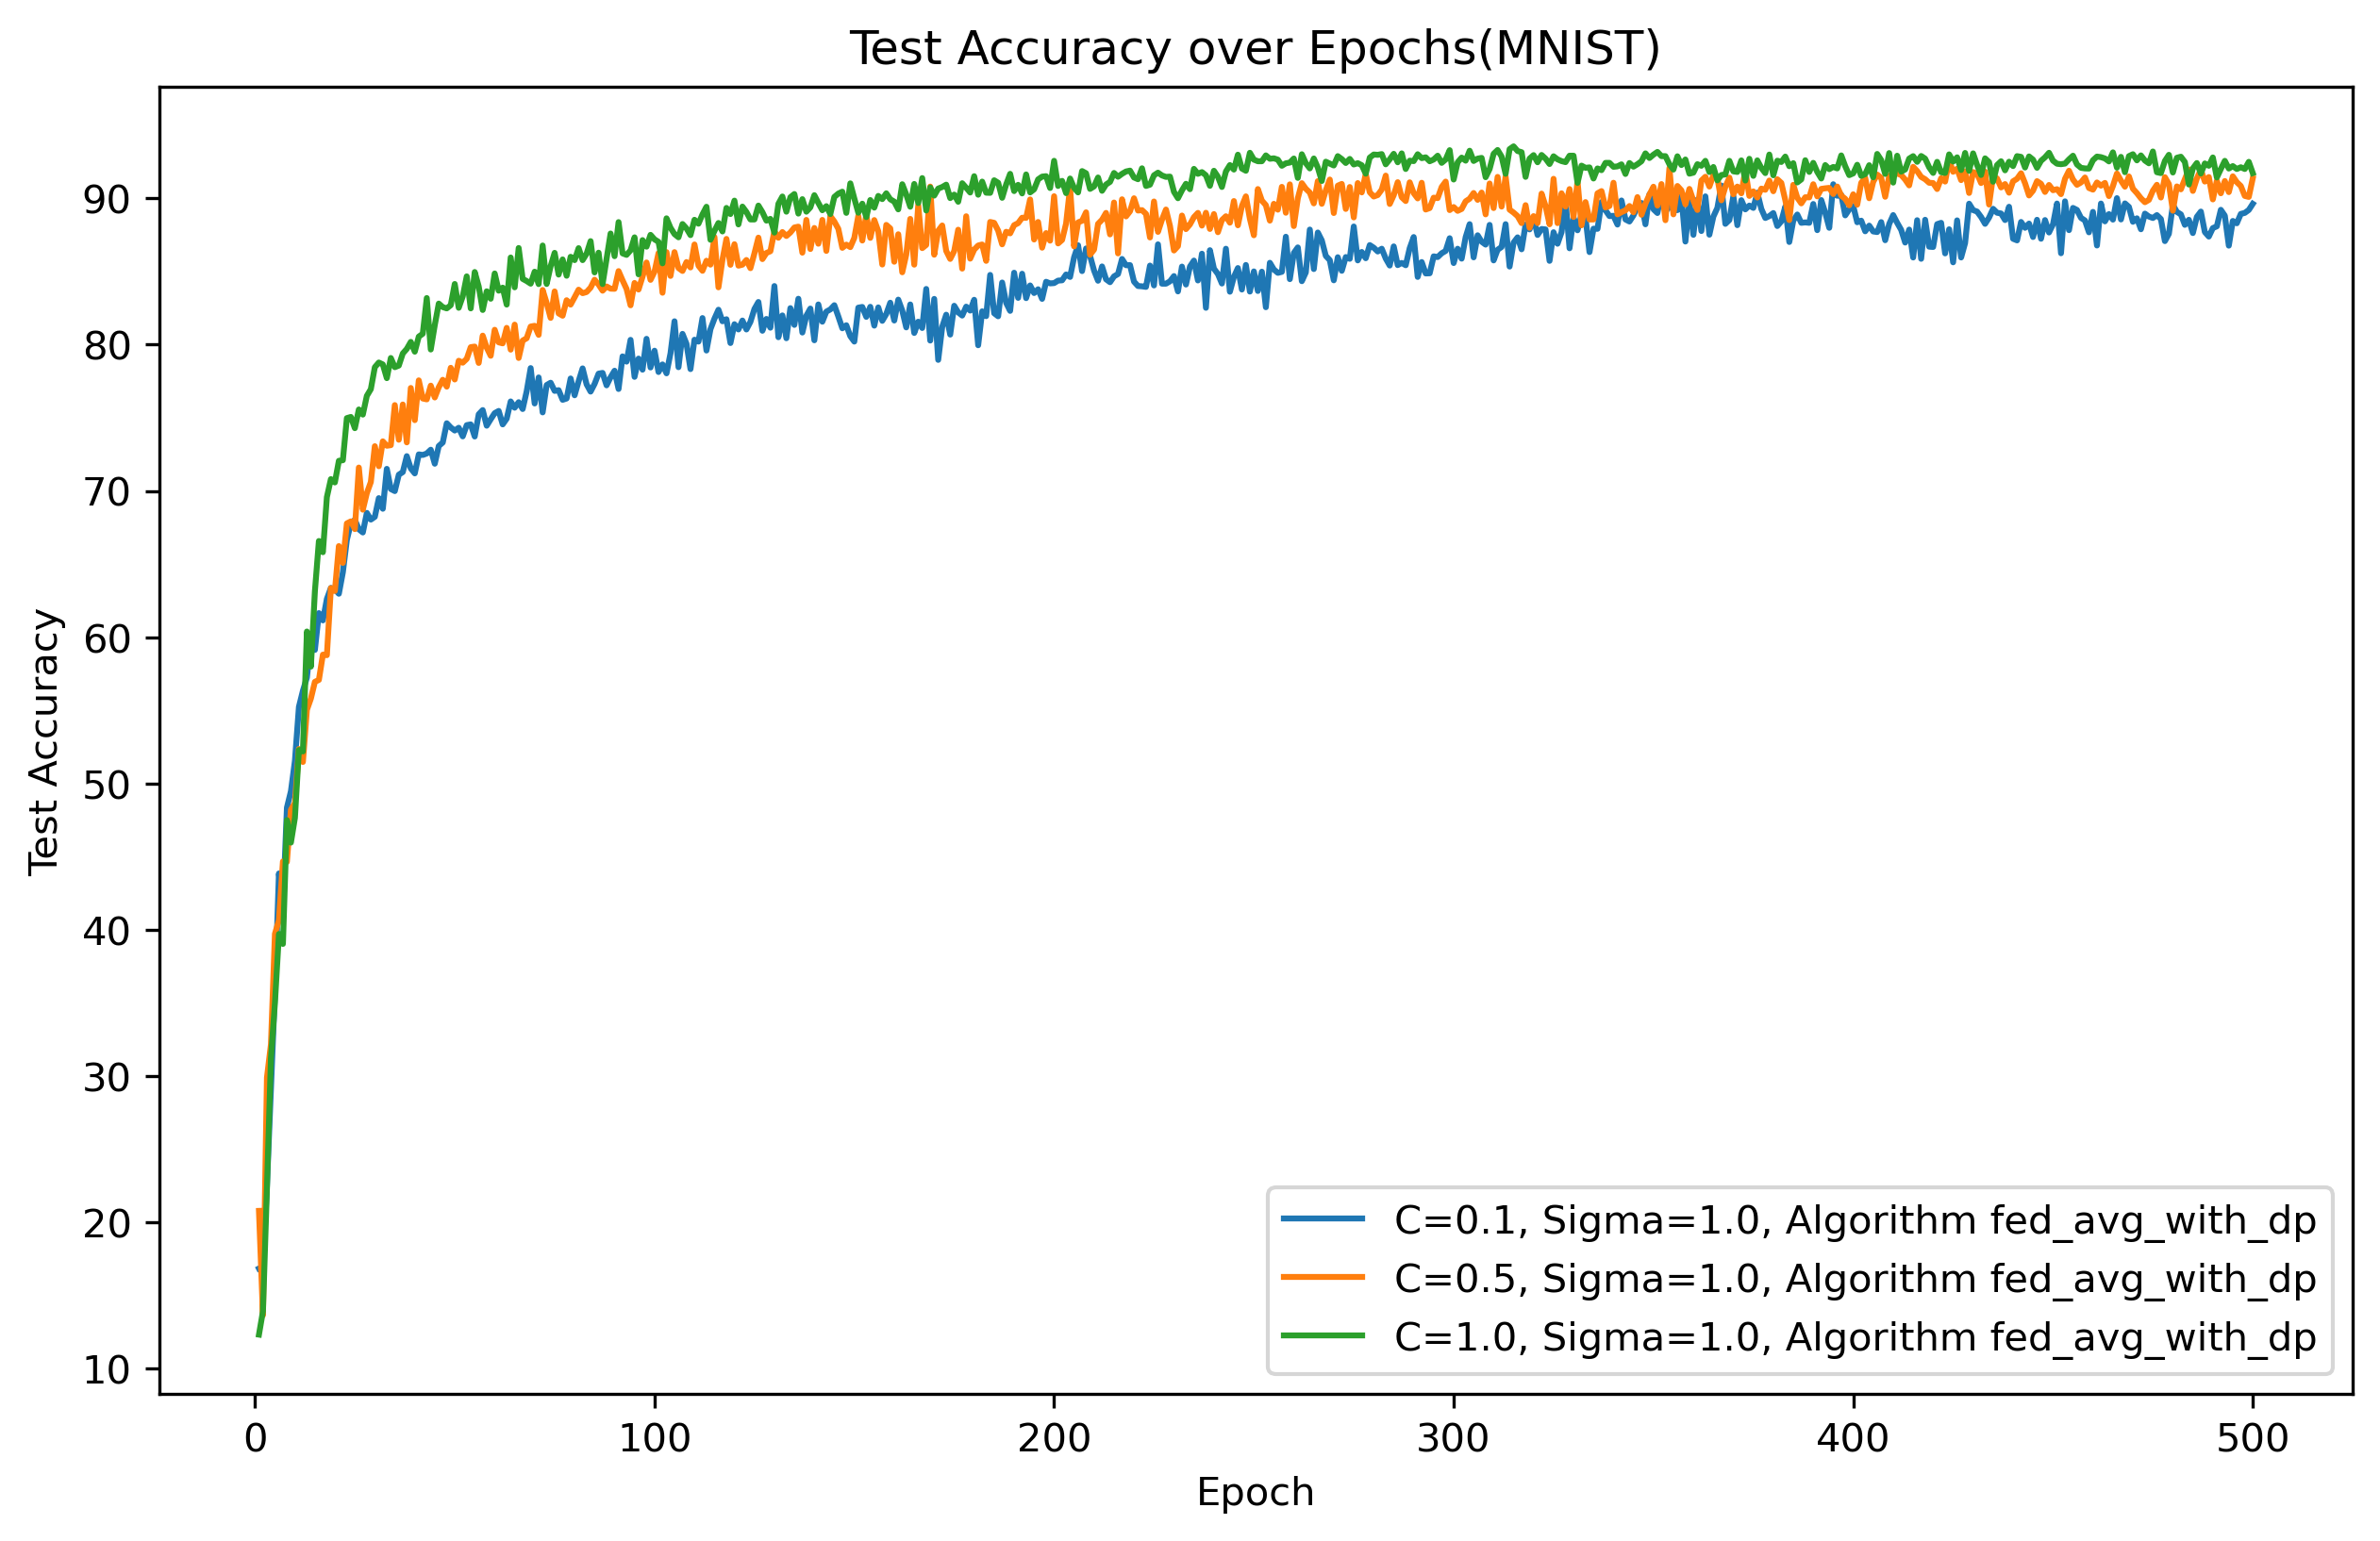 Test Accuracy over Epochs(MNIST)
Test Accuracy
90
80
70
60
50
40
30
20
10
0 100 200 300 400 500
Epoch
C=0.1, Sigma=1.0, Algorithm fed_avg_with_dp
C=0.5, Sigma=1.0, Algorithm fed_avg_with_dp
C=1.0, Sigma=1.0, Algorithm fed_avg_with_dp